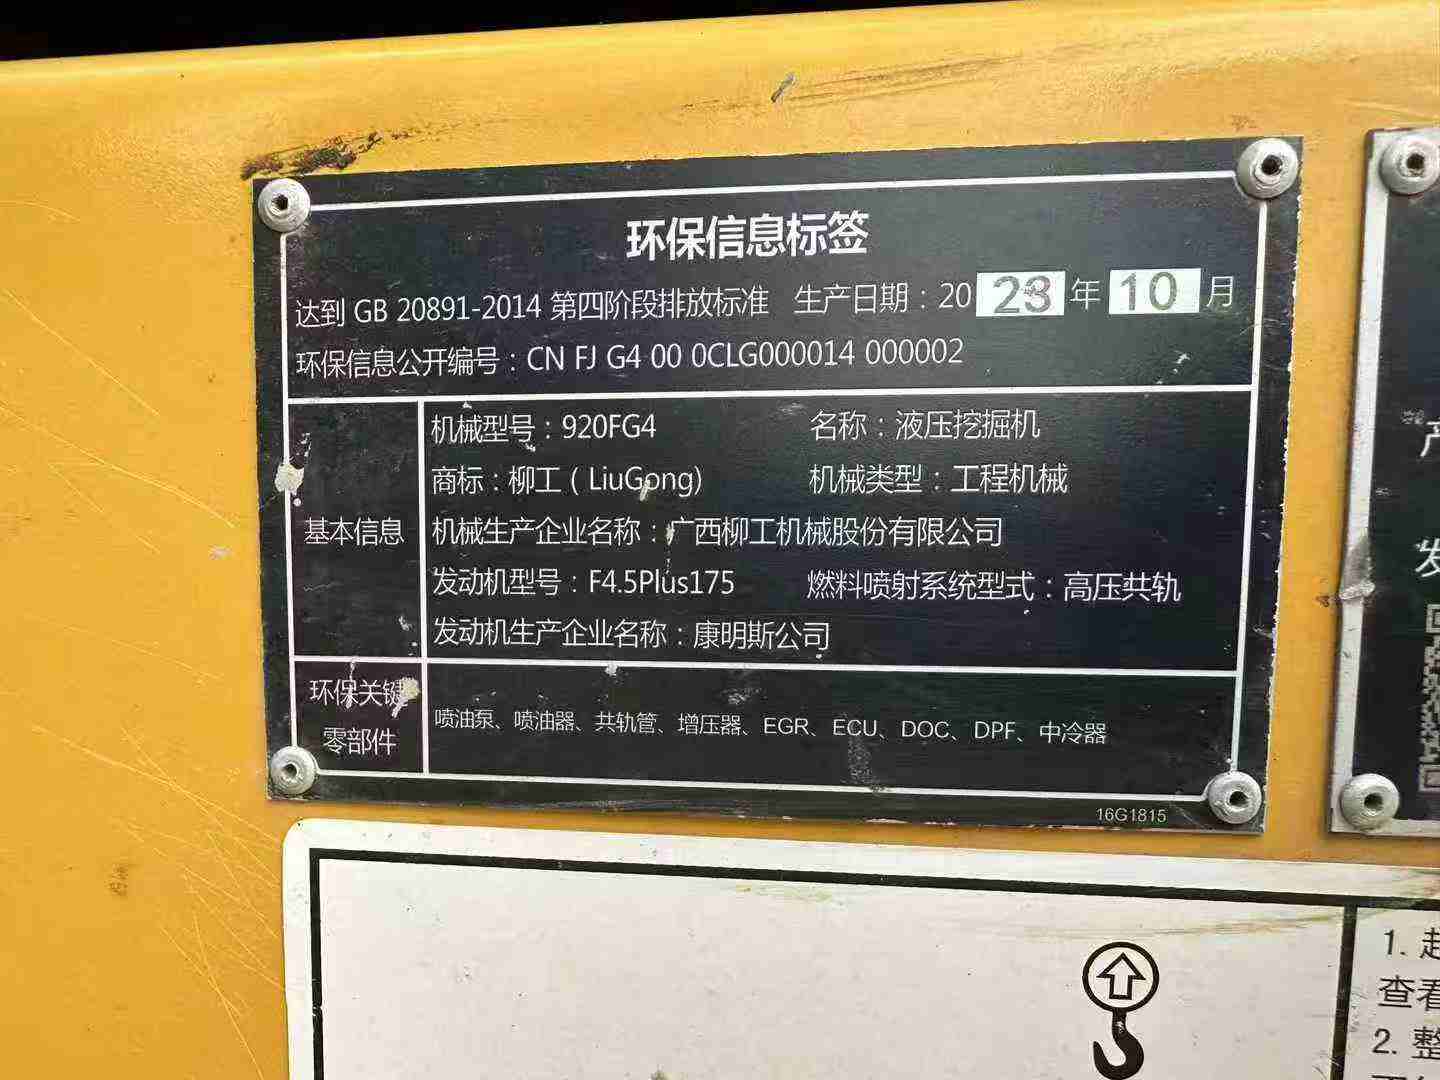 环保信息标签
达到 GB 20891-2014 第四阶段排放标准 生产日期：2023年10月
环保信息公开编号：CN FJ G4 00 0CLG000014 000002
基本信息
机械型号：920FG4 名称：液压挖掘机
商标：柳工（LiuGong) 机械类型：工程机械
机械生产企业名称：广西柳工机械股份有限公司
发动机型号：F4.5Plus175 燃料喷射系统型式：高压共轨
发动机生产企业名称：康明斯公司
环保关键
零部件
喷油泵、喷油器、共轨管、增压器、EGR、ECU、DOC、DPF、中冷器
16G1815
产
发
1.起
查看
2.整